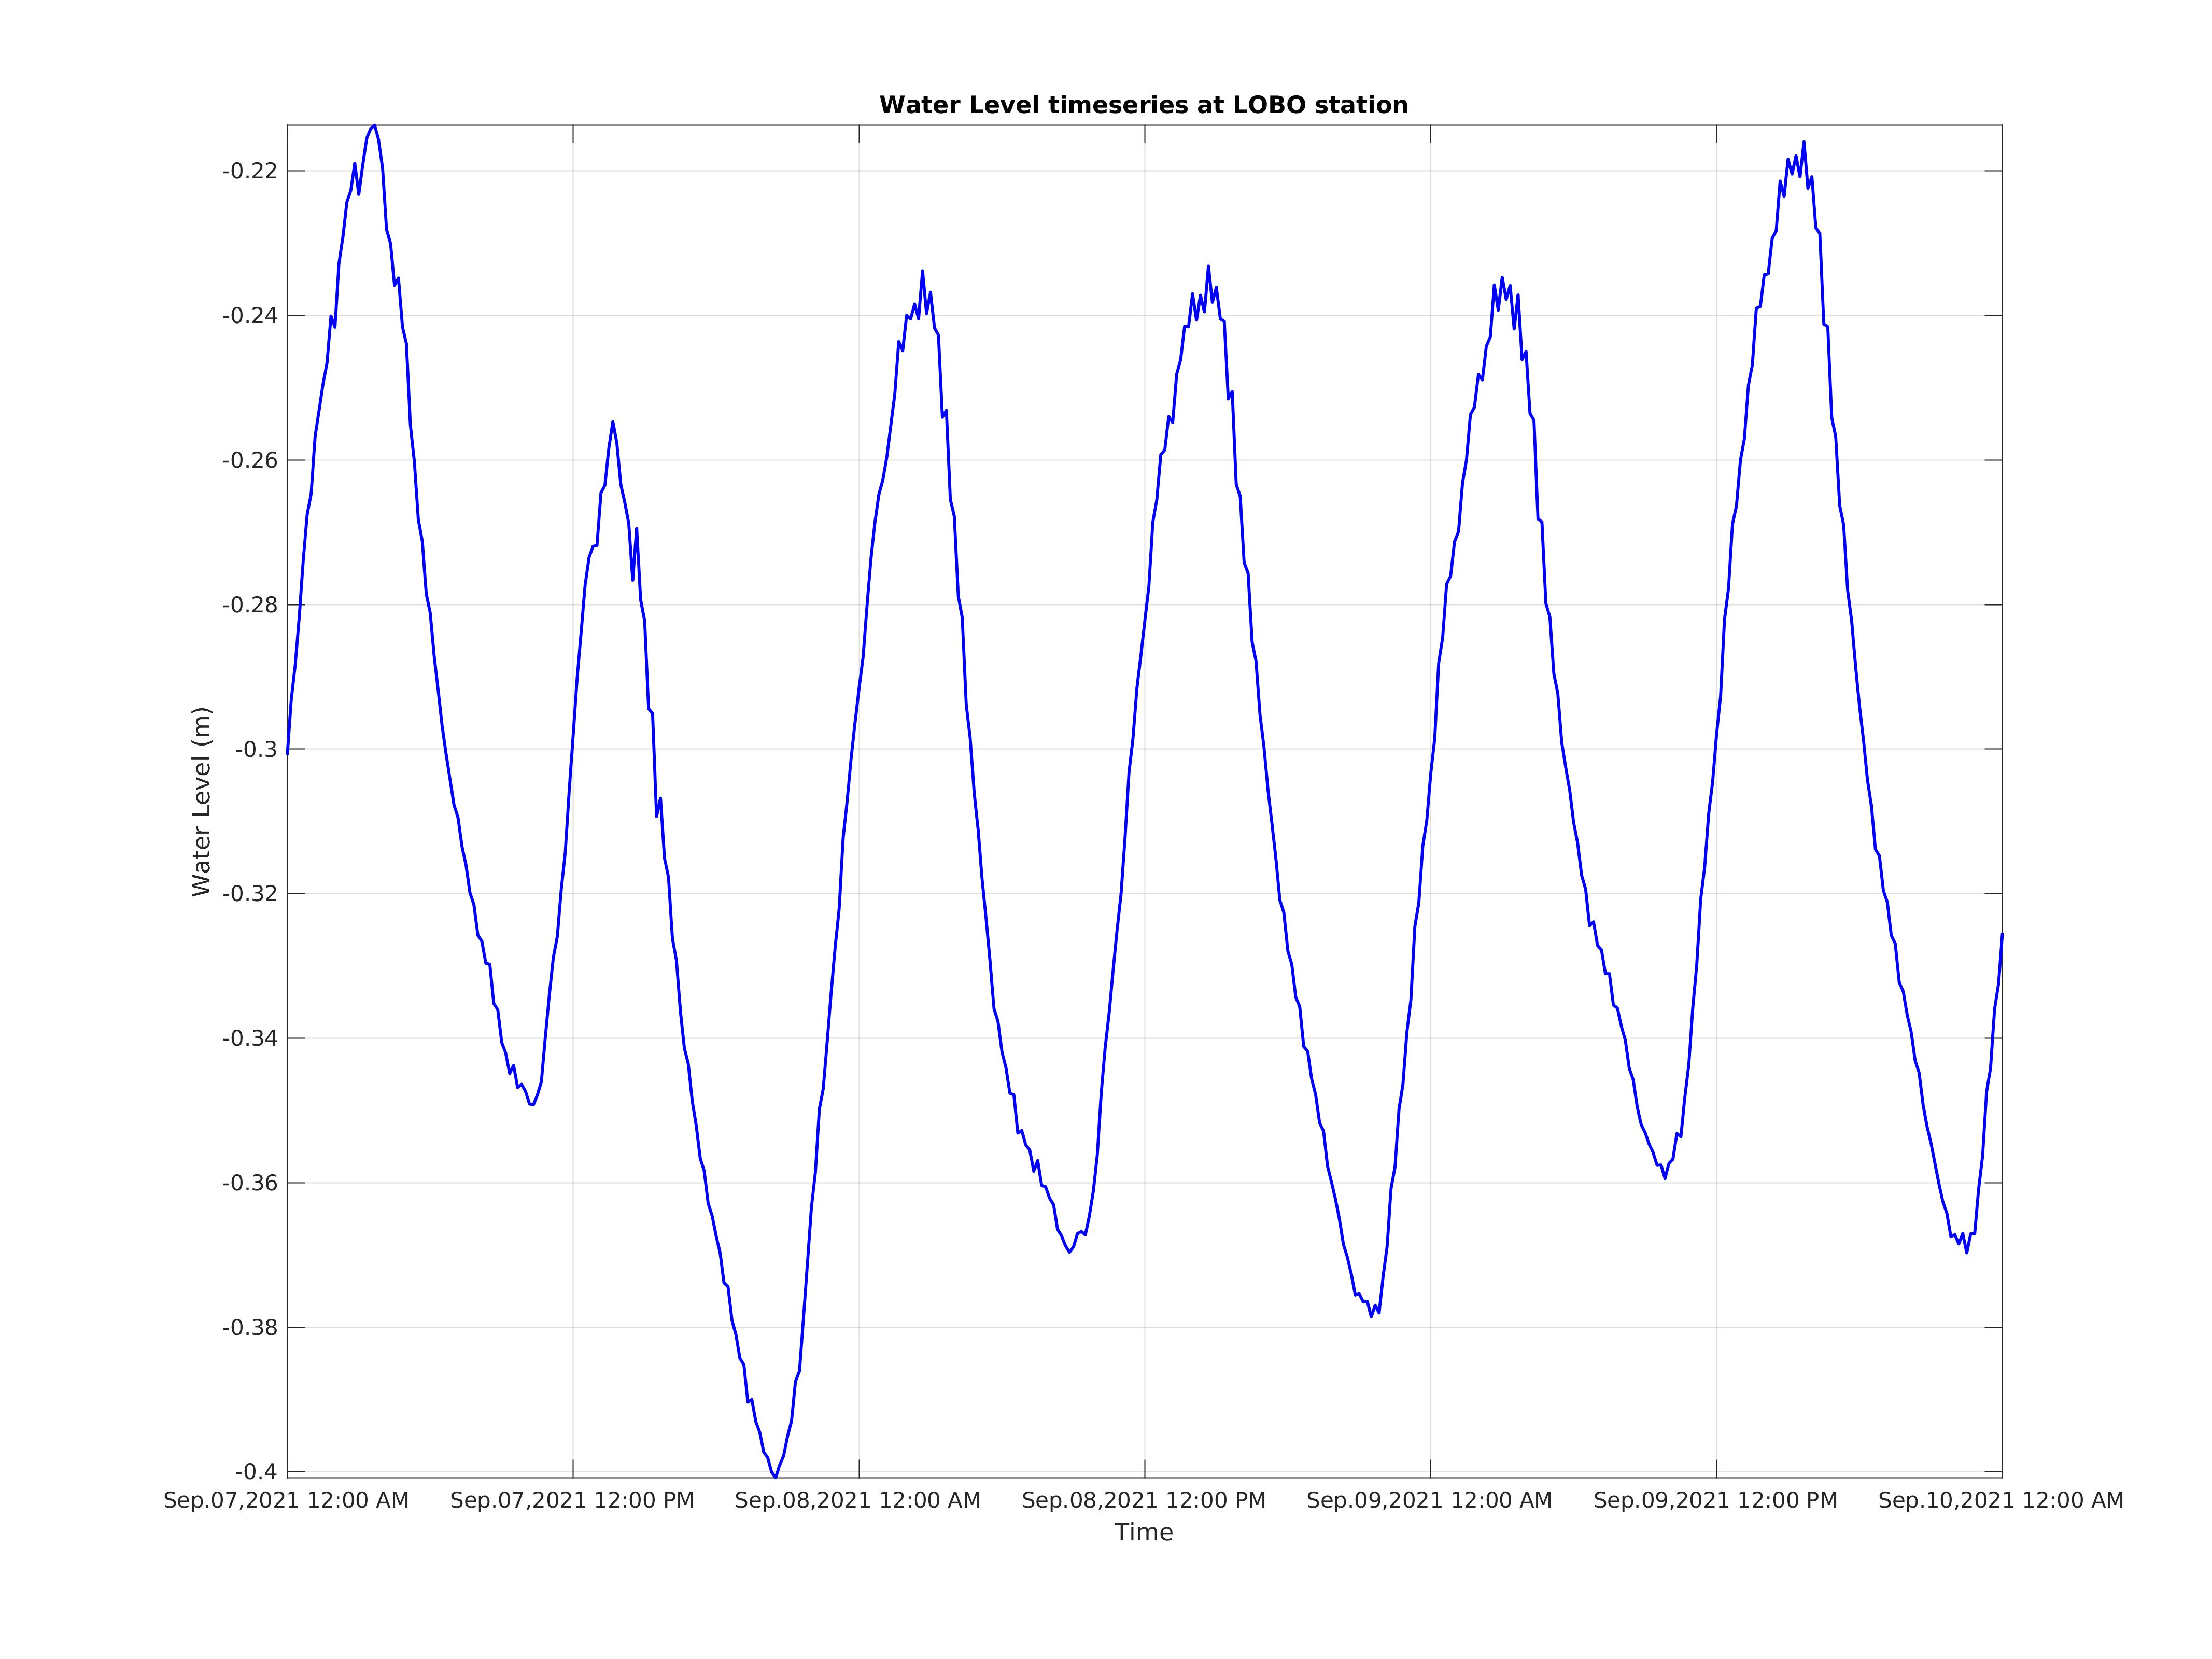 Water Level timeseries at LOBO station
-0.22
-0.24
-0.26
-0.28
-0.3
-0.32
-0.34
-0.36
-0.38
-0.4
Water Level (m)
Sep.07,2021 12:00 AM Sep.07,2021 12:00 PM Sep.08,2021 12:00 AM Sep.08,2021 12:00 PM Sep.09,2021 12:00 AM Sep.09,2021 12:00 PM Sep.10,2021 12:00 AM
Time